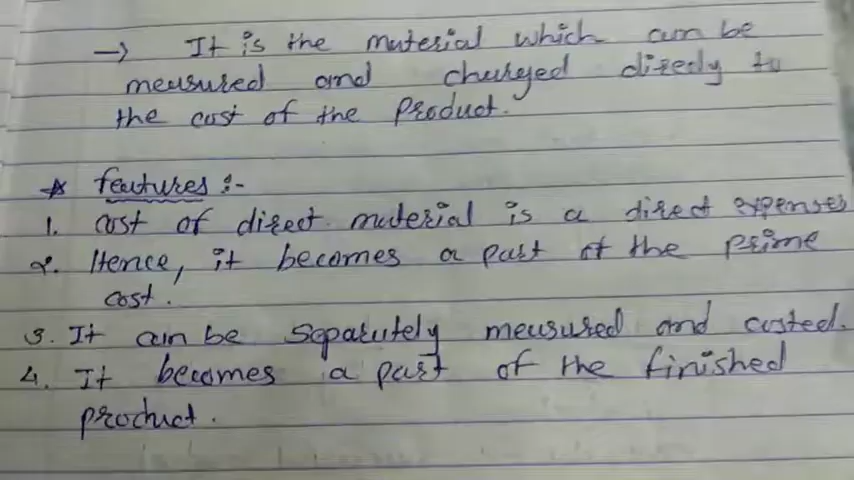 → It is the material which can be
measured and charged direcly to
the cost of the product.
* features :-
1. cost of direct material is a direct expenses
2. Hence, it becomes a part of the prime
cost.
3. It can be separately measured and costed.
4. It becomes a part of the finished
product.